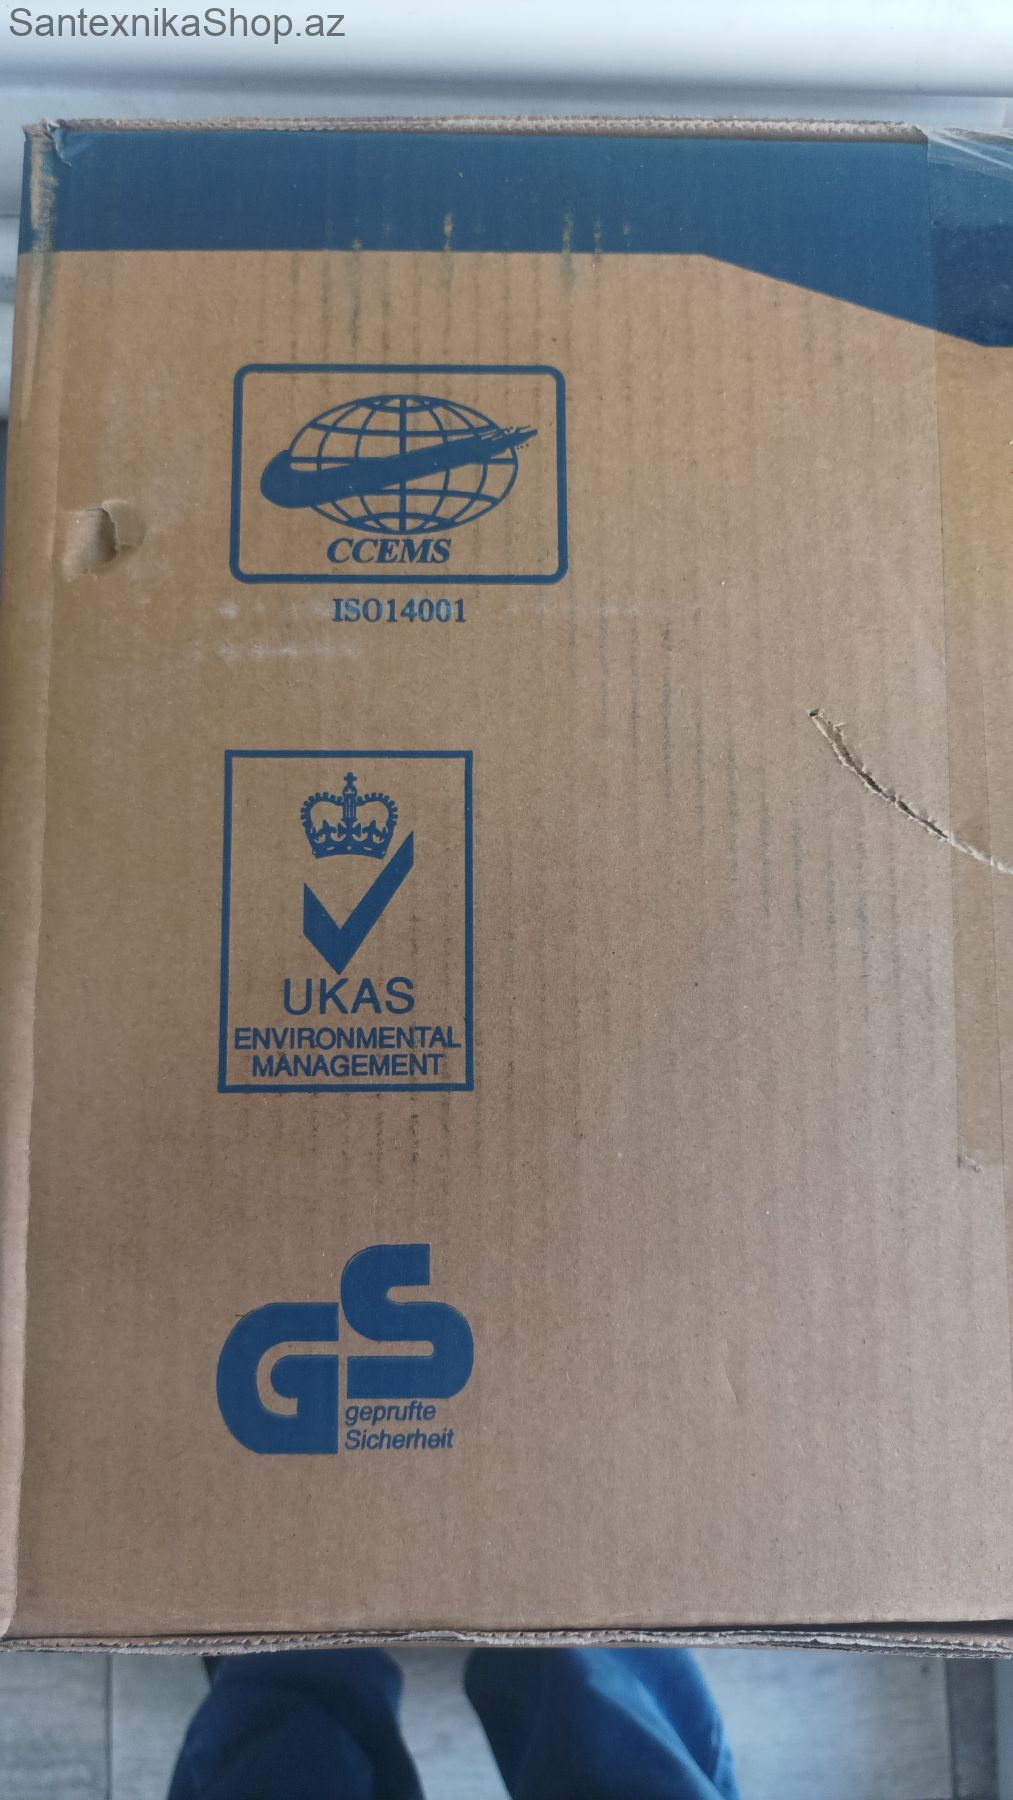 SantexnikaShop.az
CCEMS
ISO14001
UKAS
ENVIRONMENTAL
MANAGEMENT
GS
geprufte
Sicherheit